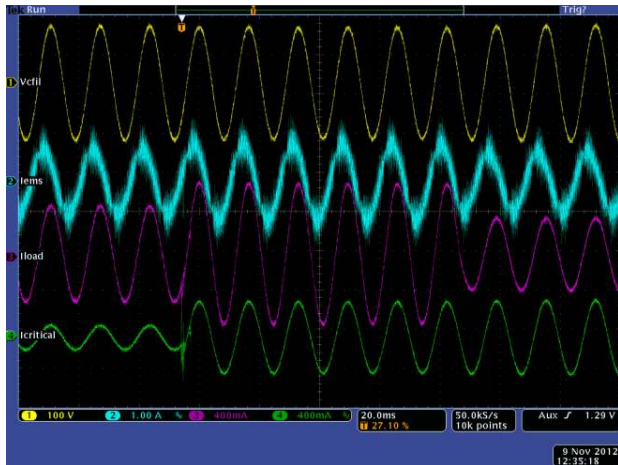 Tek Run Trig?
T
1 Vcfil
2 Iems
3 Iload
4 Icritical
1 100 V 2 1.00 A 3 400mA 4 400mA 20.0ms 50.0kS/s Aux 1.29 V
T 27.10 % 10k points
9 Nov 2012
12:35:18